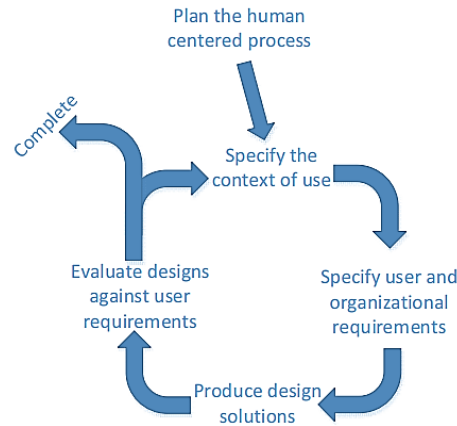 Plan the human
centered process
Complete
Specify the
context of use
Evaluate designs
against user
requirements
Specify user and
organizational
requirements
Produce design
solutions